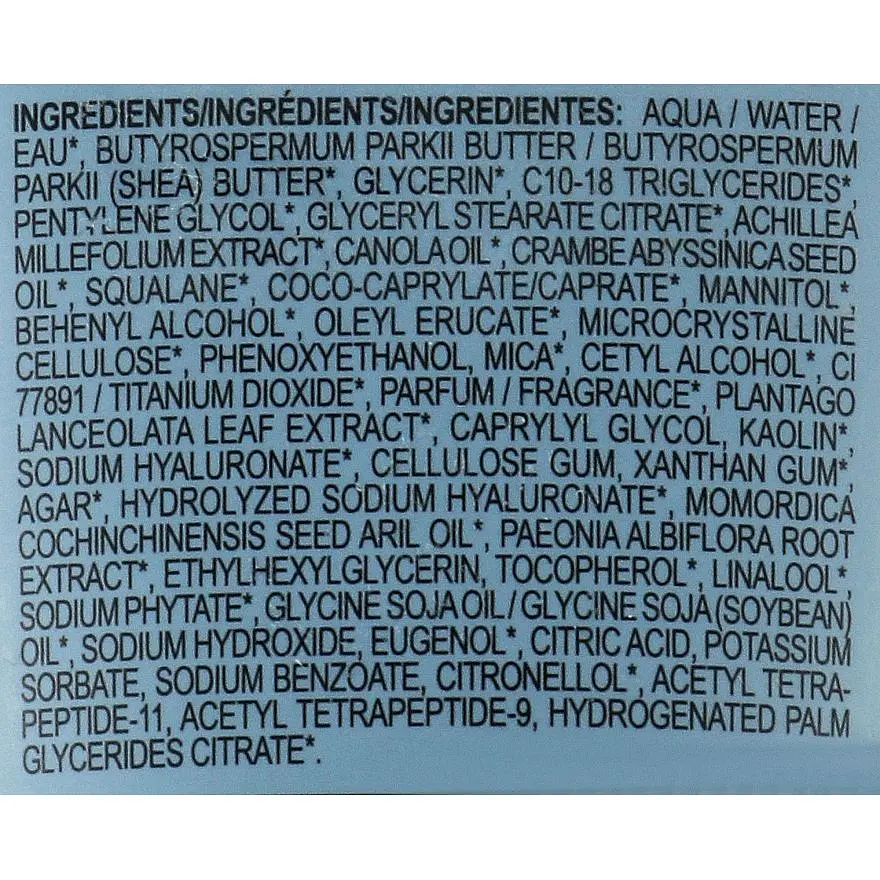 INGREDIENTS/INGRÉDIENTS/INGREDIENTES: AQUA / WATER /
EAU*, BUTYROSPERMUM PARKII BUTTER / BUTYROSPERMUM
PARKII (SHEA) BUTTER*, GLYCERIN*, C10-18 TRIGLYCERIDES*,
PENTYLENE GLYCOL*, GLYCERYL STEARATE CITRATE*, ACHILLEA
MILLEFOLIUM EXTRACT*, CANOLA OIL*, CRAMBE ABYSSINICA SEED
OIL*, SQUALANE*, COCO-CAPRYLATE/CAPRATE*, MANNITOL*,
BEHENYL ALCOHOL*, OLEYL ERUCATE*, MICROCRYSTALLINE
CELLULOSE*, PHENOXYETHANOL, MICA*, CETYL ALCOHOL*, CI
77891 / TITANIUM DIOXIDE*, PARFUM / FRAGRANCE*, PLANTAGO
LANCEOLATA LEAF EXTRACT*, CAPRYLYL GLYCOL, KAOLIN*,
SODIUM HYALURONATE*, CELLULOSE GUM, XANTHAN GUM*,
AGAR*, HYDROLYZED SODIUM HYALURONATE*, MOMORDICA
COCHINCHINENSIS SEED ARIL OIL*, PAEONIA ALBIFLORA ROOT
EXTRACT*, ETHYLHEXYLGLYCERIN, TOCOPHEROL*, LINALOOL*,
SODIUM PHYTATE*, GLYCINE SOJA OIL / GLYCINE SOJA (SOYBEAN)
OIL*, SODIUM HYDROXIDE, EUGENOL*, CITRIC ACID, POTASSIUM
SORBATE, SODIUM BENZOATE, CITRONELLOL*, ACETYL TETRA-
PEPTIDE-11, ACETYL TETRAPEPTIDE-9, HYDROGENATED PALM
GLYCERIDES CITRATE*.